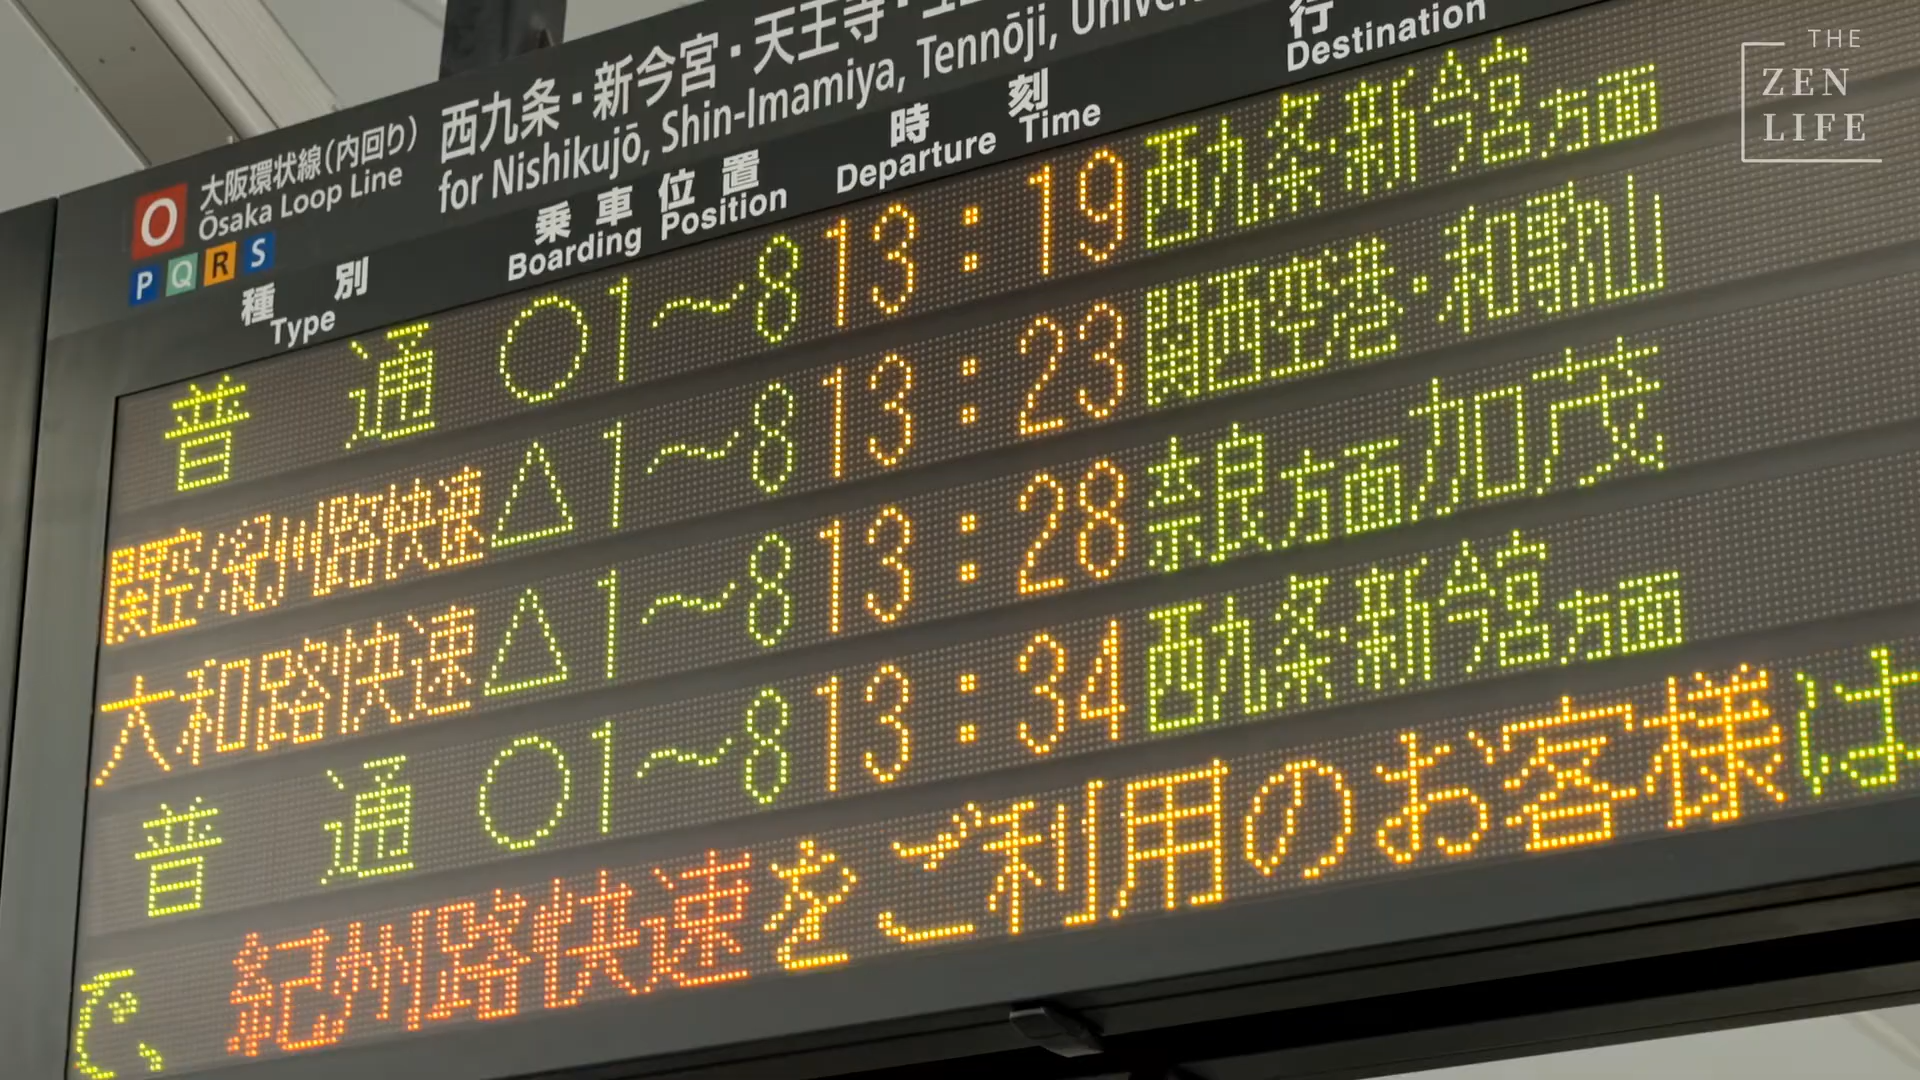 大阪環状線（内回り） 西九条・新今宮・天王寺・
Ōsaka Loop Line for Nishikujō, Shin-Imamiya, Tennōji,
O
P Q R S
種別 乗車位置 時刻 行
Type Boarding Position Departure Time Destination
普通 ○1～8 13:19 西九条・新今宮方面
関空/紀州路快速 △1～8 13:23 関西空港・和歌山
大和路快速 △1～8 13:28 奈良方面加茂
普通 ○1～8 13:34 西九条・新今宮方面
で、紀州路快速をご利用のお客様は
THE
ZEN
LIFE